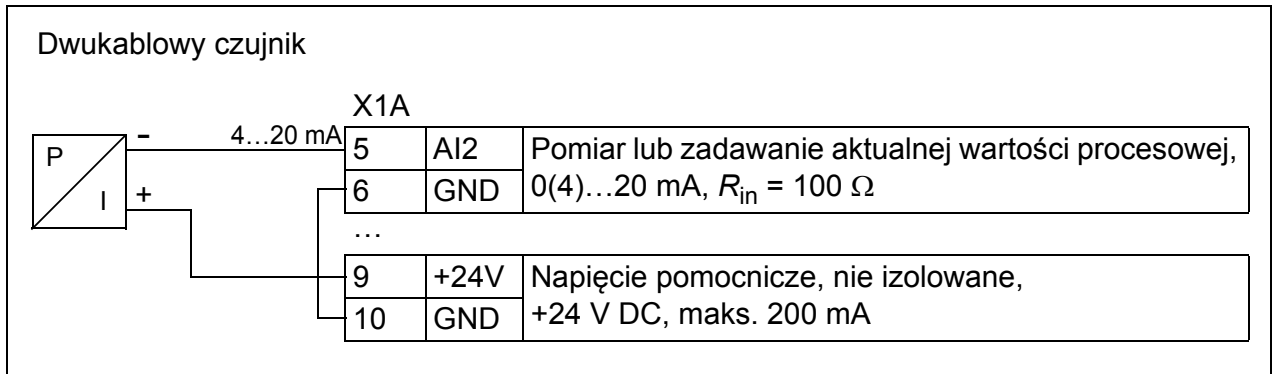 Dwukablowy czujnik
X1A
P
I
-
+
4…20 mA
5 AI2 Pomiar lub zadawanie aktualnej wartości procesowej,
6 GND 0(4)…20 mA, Rin = 100 Ω
…
9 +24V Napięcie pomocnicze, nie izolowane,
10 GND +24 V DC, maks. 200 mA